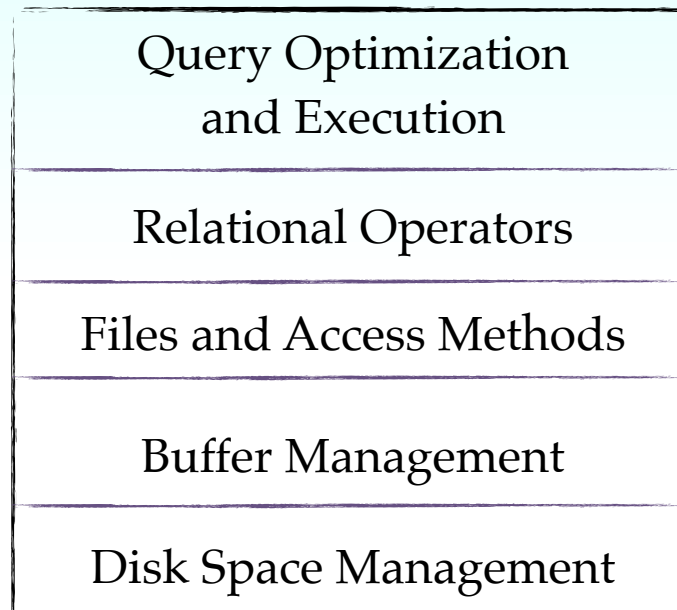 Query Optimization
and Execution
Relational Operators
Files and Access Methods
Buffer Management
Disk Space Management